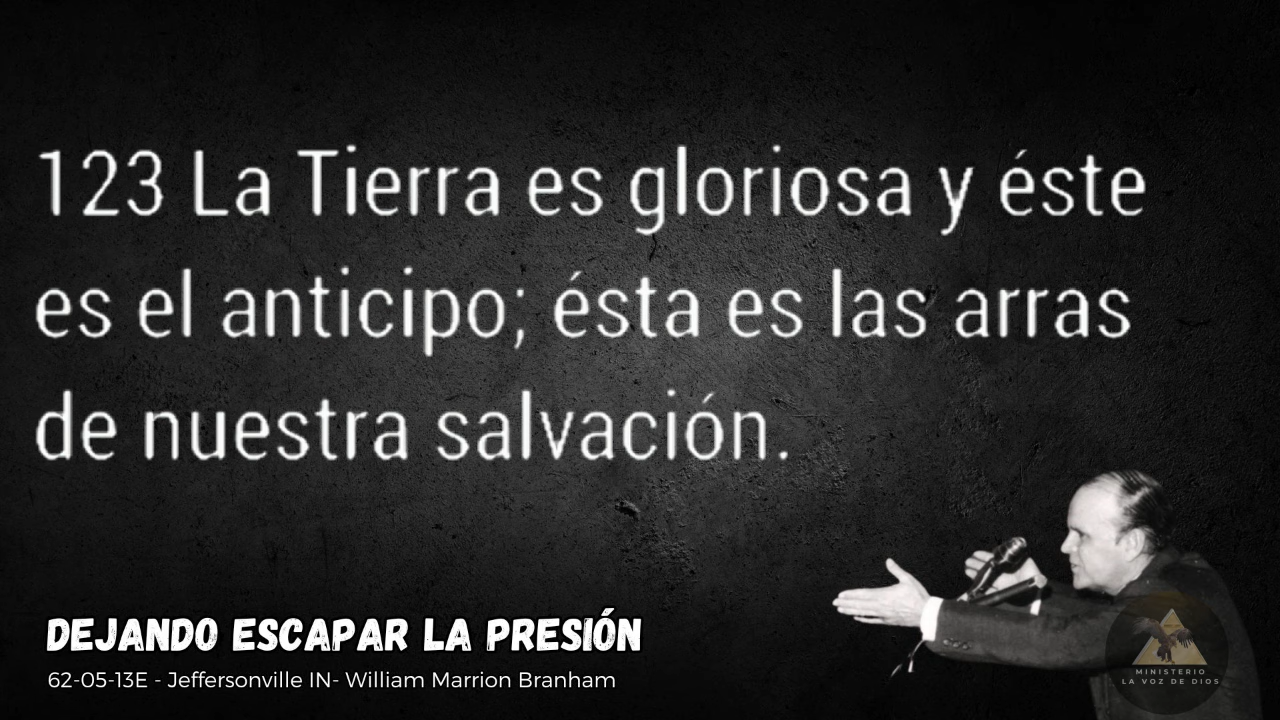 123 La Tierra es gloriosa y éste
es el anticipo; ésta es las arras
de nuestra salvación.
DEJANDO ESCAPAR LA PRESIÓN
62-05-13E - Jeffersonville IN- William Marrion Branham
MINISTERIO
LA VOZ DE DIOS